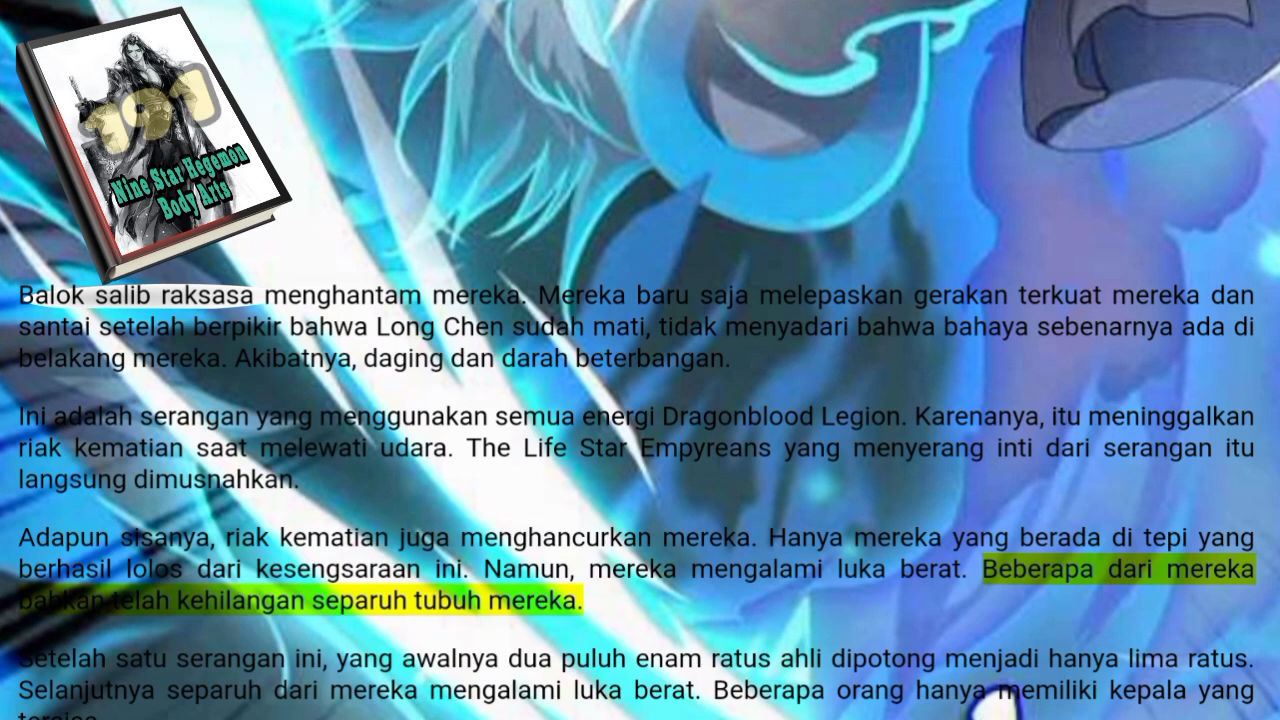 121
Nine Star Hegemon
Body Arts
Balok salib raksasa menghantam mereka. Mereka baru saja melepaskan gerakan terkuat mereka dan
santai setelah berpikir bahwa Long Chen sudah mati, tidak menyadari bahwa bahaya sebenarnya ada di
belakang mereka. Akibatnya, daging dan darah beterbangan.
Ini adalah serangan yang menggunakan semua energi Dragonblood Legion. Karenanya, itu meninggalkan
riak kematian saat melewati udara. The Life Star Empyreans yang menyerang inti dari serangan itu
langsung dimusnahkan.
Adapun sisanya, riak kematian juga menghancurkan mereka. Hanya mereka yang berada di tepi yang
berhasil lolos dari kesengsaraan ini. Namun, mereka mengalami luka berat. Beberapa dari mereka
bahkan telah kehilangan separuh tubuh mereka.
Setelah satu serangan ini, yang awalnya dua puluh enam ratus ahli dipotong menjadi hanya lima ratus.
Selanjutnya separuh dari mereka mengalami luka berat. Beberapa orang hanya memiliki kepala yang
tersisa.